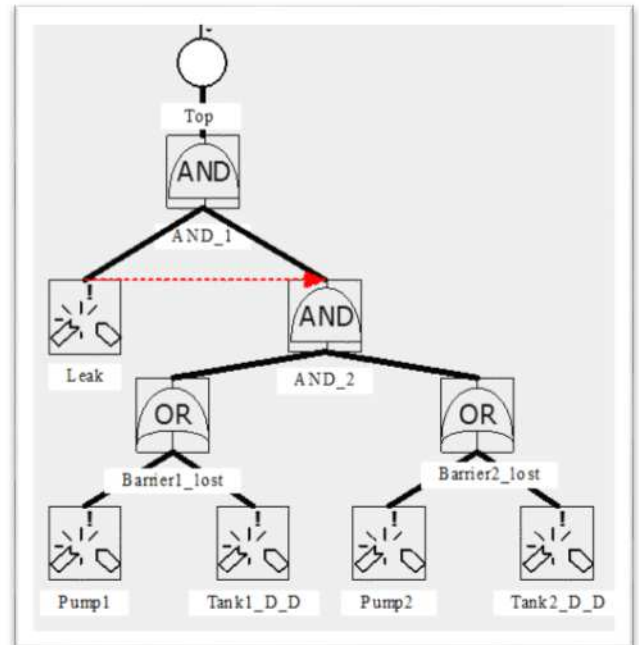 Top
AND
AND_1
AND
Leak
AND_2
OR
OR
Barrier1_lost
Barrier2_lost
Pump1
Tank1_D_D
Pump2
Tank2_D_D